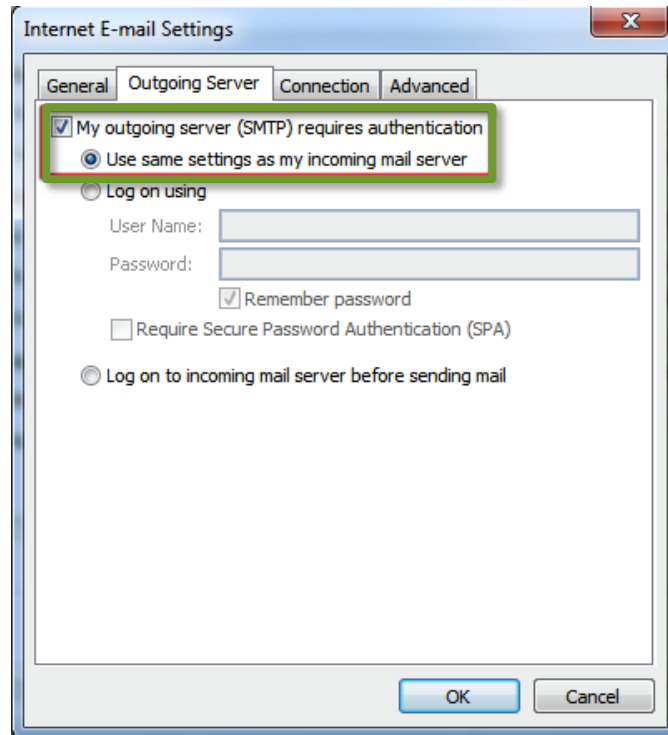 Internet E-mail Settings
General Outgoing Server Connection Advanced
My outgoing server (SMTP) requires authentication
Use same settings as my incoming mail server
Log on using
User Name:
Password:
Remember password
Require Secure Password Authentication (SPA)
Log on to incoming mail server before sending mail
OK Cancel